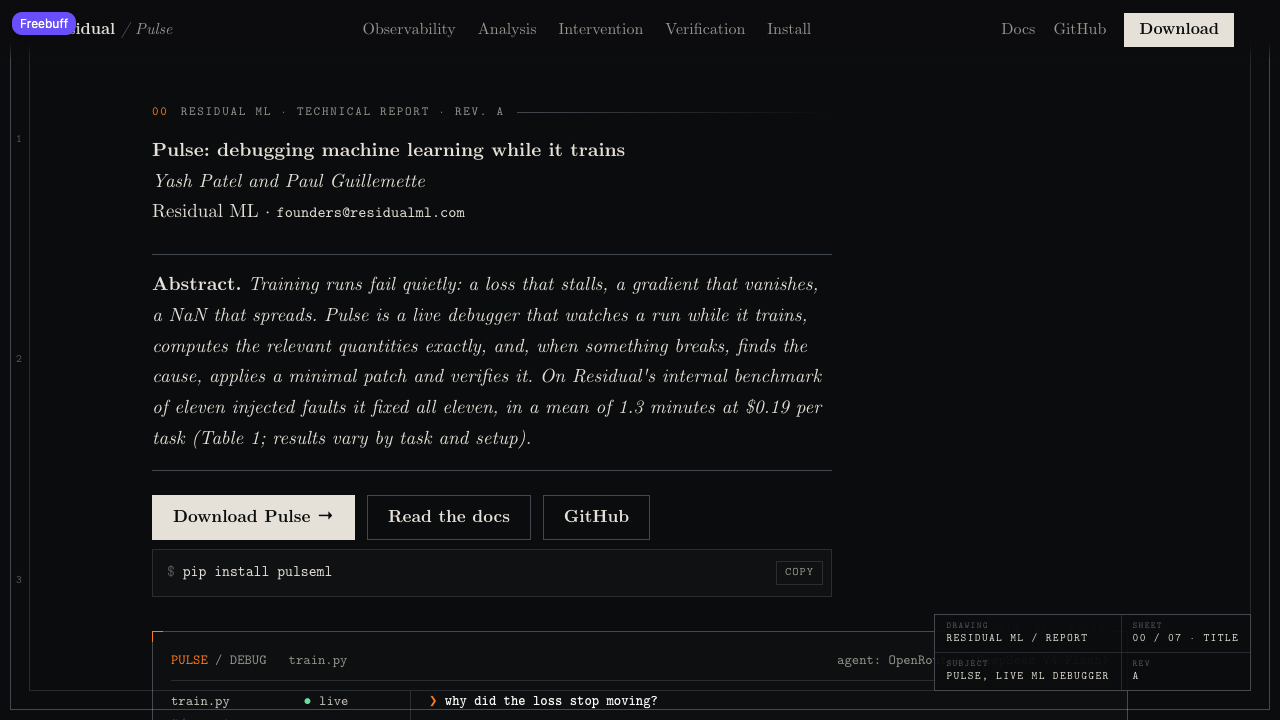 Freebuff
sidual / Pulse
Observability Analysis Intervention Verification Install
Docs GitHub Download
00 RESIDUAL ML · TECHNICAL REPORT · REV. A
1
Pulse: debugging machine learning while it trains
Yash Patel and Paul Guillemette
Residual ML · founders@residualml.com
Abstract. Training runs fail quietly: a loss that stalls, a gradient that vanishes,
a NaN that spreads. Pulse is a live debugger that watches a run while it trains,
computes the relevant quantities exactly, and, when something breaks, finds the
2
cause, applies a minimal patch and verifies it. On Residual's internal benchmark
of eleven injected faults it fixed all eleven, in a mean of 1.3 minutes at $0.19 per
task (Table 1; results vary by task and setup).
Download Pulse → Read the docs GitHub
$ pip install pulseml COPY
3
DRAWING SHEET
RESIDUAL ML / REPORT 00 / 07 · TITLE
PULSE / DEBUG train.py agent: OpenRo
SUBJECT REV
PULSE, LIVE ML DEBUGGER A
train.py ● live ❯ why did the loss stop moving?